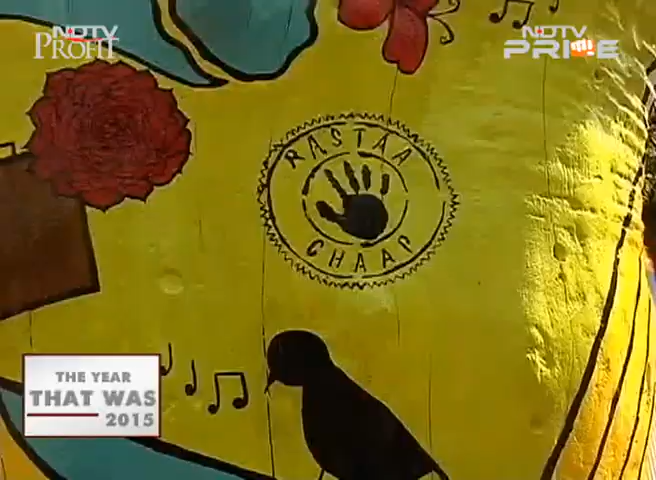 NDTV
PROFIT
NDTV
PRIME
RASTAA
CHAAP
THE YEAR
THAT WAS
2015